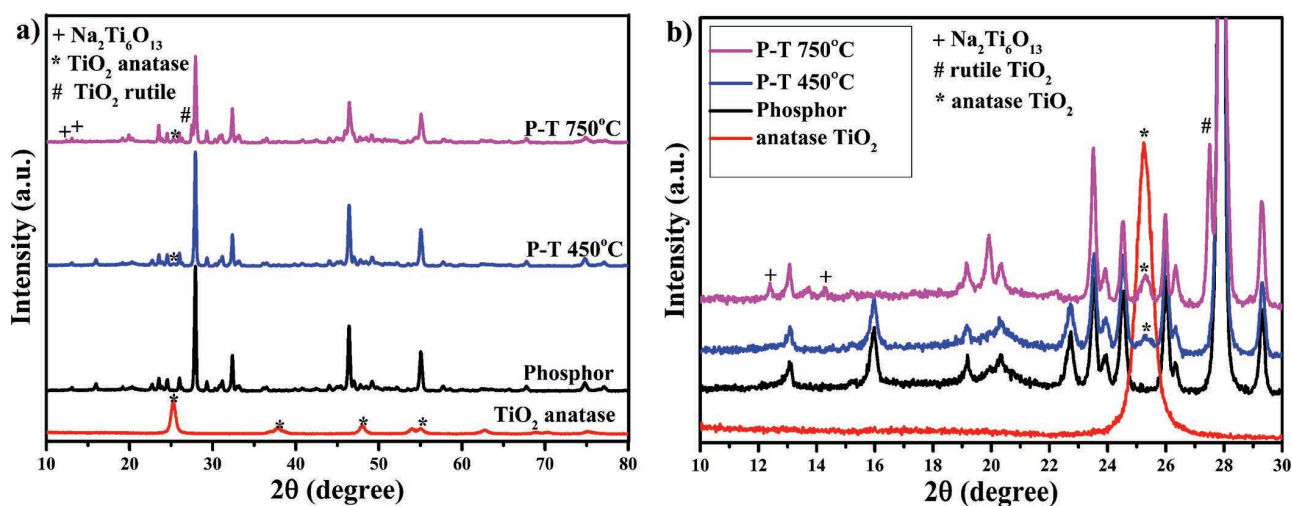 a)
+ Na₂Ti₆O₁₃
* TiO₂ anatase
# TiO₂ rutile
#
+ +
*
P-T 750°C
*
P-T 450°C
Phosphor
*
TiO₂ anatase
* * *
Intensity (a.u.)
10 20 30 40 50 60 70 80
2θ (degree)
b)
P-T 750°C
P-T 450°C
Phosphor
anatase TiO₂
+ Na₂Ti₆O₁₃
# rutile TiO₂
* anatase TiO₂
* #
+ + *
*
Intensity (a.u.)
10 12 14 16 18 20 22 24 26 28 30
2θ (degree)